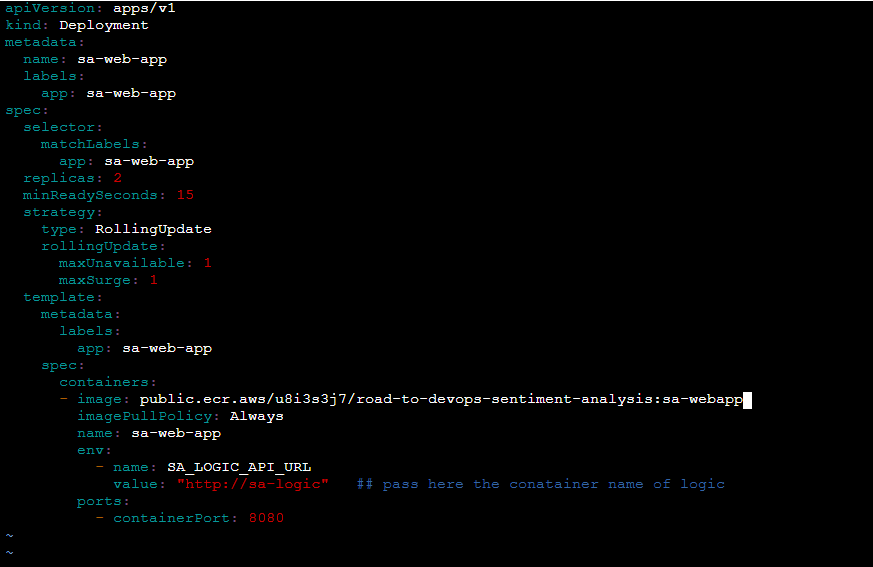 apiVersion: apps/v1
kind: Deployment
metadata:
  name: sa-web-app
  labels:
    app: sa-web-app
spec:
  selector:
    matchLabels:
      app: sa-web-app
  replicas: 2
  minReadySeconds: 15
  strategy:
    type: RollingUpdate
    rollingUpdate:
      maxUnavailable: 1
      maxSurge: 1
  template:
    metadata:
      labels:
        app: sa-web-app
    spec:
      containers:
      - image: public.ecr.aws/u8i3s3j7/road-to-devops-sentiment-analysis:sa-webapp
        imagePullPolicy: Always
        name: sa-web-app
        env:
          - name: SA_LOGIC_API_URL
            value: "http://sa-logic"   ## pass here the conatainer name of logic
        ports:
          - containerPort: 8080
~
~